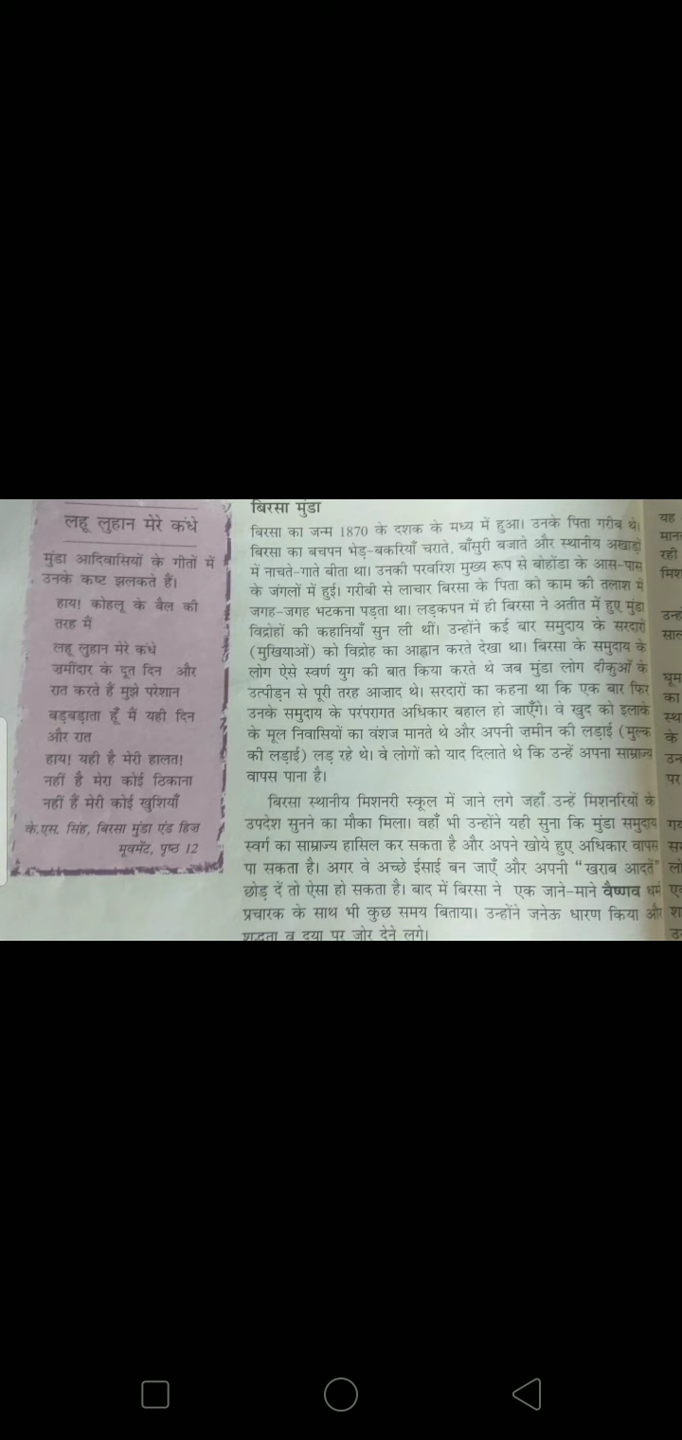 लहू लुहान मेरे कंधे
मुंडा आदिवासियों के गीतों में
उनके कष्ट झलकते हैं।
हाय! कोहलू के बैल की
तरह मैं
लहू लुहान मेरे कंधे
ज़मींदार के दूत दिन और
रात करते हैं मुझे परेशान
बड़बड़ाता हूँ मैं यही दिन
और रात
हाय! यही है मेरी हालत!
नहीं है मेरा कोई ठिकाना
नहीं हैं मेरी कोई खुशियाँ
के.एस. सिंह, बिरसा मुंडा एंड हिज़
मूवमेंट, पृष्ठ 12
बिरसा मुंडा
बिरसा का जन्म 1870 के दशक के मध्य में हुआ। उनके पिता गरीब थे।
बिरसा का बचपन भेड़-बकरियाँ चराते, बाँसुरी बजाते और स्थानीय अखाड़ों
में नाचते-गाते बीता था। उनकी परवरिश मुख्य रूप से बोहोंडा के आस-पास
के जंगलों में हुई। गरीबी से लाचार बिरसा के पिता को काम की तलाश में
जगह-जगह भटकना पड़ता था। लड़कपन में ही बिरसा ने अतीत में हुए मुंडा
विद्रोहों की कहानियाँ सुन ली थीं। उन्होंने कई बार समुदाय के सरदारों
(मुखियाओं) को विद्रोह का आह्वान करते देखा था। बिरसा के समुदाय के
लोग ऐसे स्वर्ण युग की बात किया करते थे जब मुंडा लोग दीकुओं के
उत्पीड़न से पूरी तरह आज़ाद थे। सरदारों का कहना था कि एक बार फिर
उनके समुदाय के परंपरागत अधिकार बहाल हो जाएँगे। वे खुद को इलाके
के मूल निवासियों का वंशज मानते थे और अपनी ज़मीन की लड़ाई (मुल्क
की लड़ाई) लड़ रहे थे। वे लोगों को याद दिलाते थे कि उन्हें अपना साम्राज्य
वापस पाना है।
बिरसा स्थानीय मिशनरी स्कूल में जाने लगे जहाँ उन्हें मिशनरियों के
उपदेश सुनने का मौका मिला। वहाँ भी उन्होंने यही सुना कि मुंडा समुदाय
स्वर्ग का साम्राज्य हासिल कर सकता है और अपने खोये हुए अधिकार वापस
पा सकता है। अगर वे अच्छे ईसाई बन जाएँ और अपनी “खराब आदतें”
छोड़ दें तो ऐसा हो सकता है। बाद में बिरसा ने एक जाने-माने वैष्णव धर्म
प्रचारक के साथ भी कुछ समय बिताया। उन्होंने जनेऊ धारण किया और
शुद्धता व दया पर जोर देने लगे।
यह
रही
के
पर